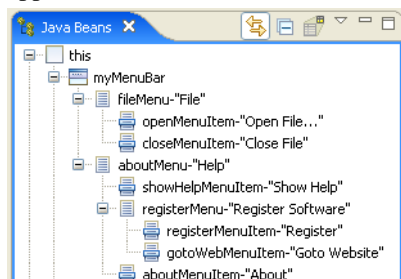 Java Beans
this
myMenuBar
fileMenu-"File"
openMenuItem-"Open File..."
closeMenuItem-"Close File"
aboutMenu-"Help"
showHelpMenuItem-"Show Help"
registerMenu-"Register Software"
registerMenuItem-"Register"
gotoWebMenuItem-"Goto Website"
aboutMenuItem-"About"